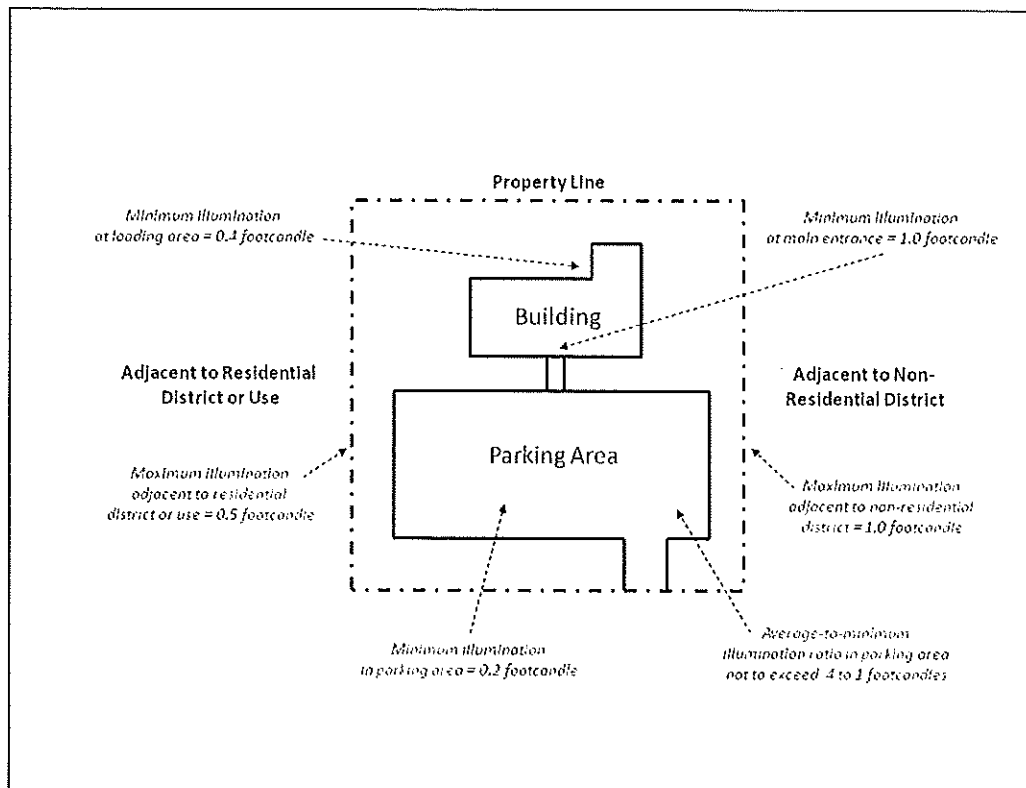 Property Line
Minimum Illumination
at loading area = 0.4 footcandle
Minimum Illumination
at main entrance = 1.0 footcandle
Building
Adjacent to Residential
District or Use
Adjacent to Non-
Residential District
Parking Area
Maximum Illumination
adjacent to residential
district or use = 0.5 footcandle
Maximum Illumination
adjacent to non-residential
district = 1.0 footcandle
Minimum Illumination
in parking area = 0.2 footcandle
Average-to-minimum
Illumination ratio in parking area
not to exceed 4 to 1 footcandles